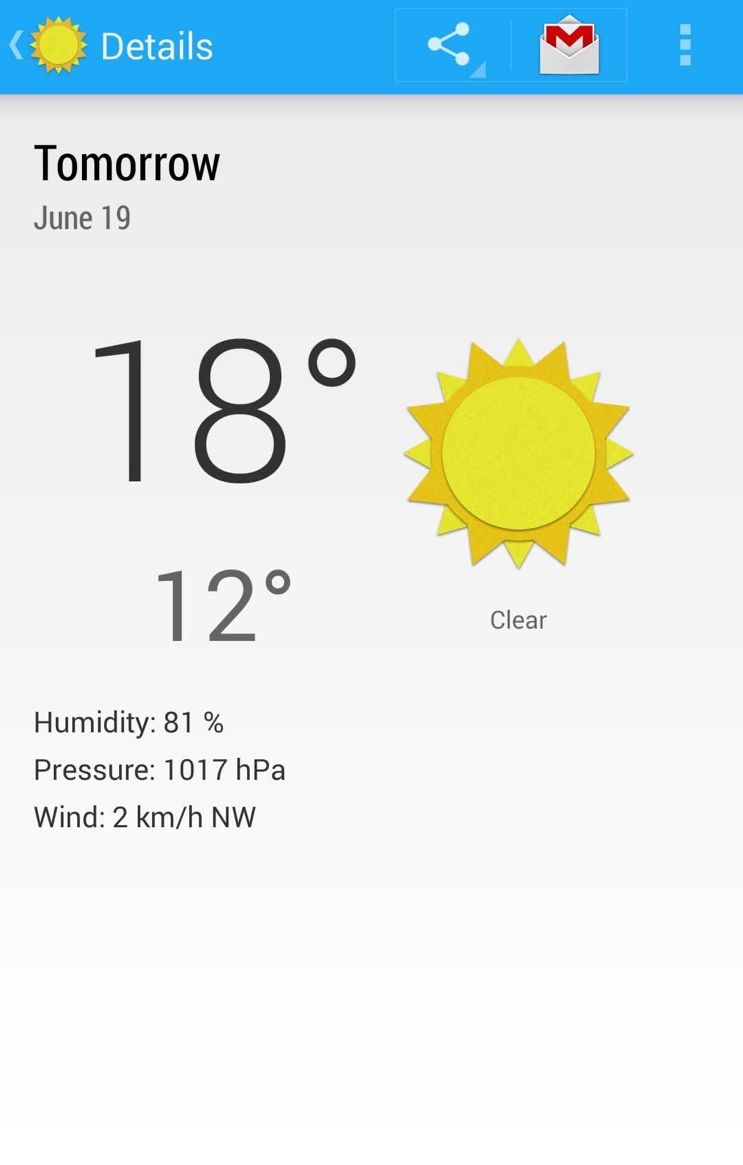 Details
Tomorrow
June 19
18°
12°
Clear
Humidity: 81 %
Pressure: 1017 hPa
Wind: 2 km/h NW